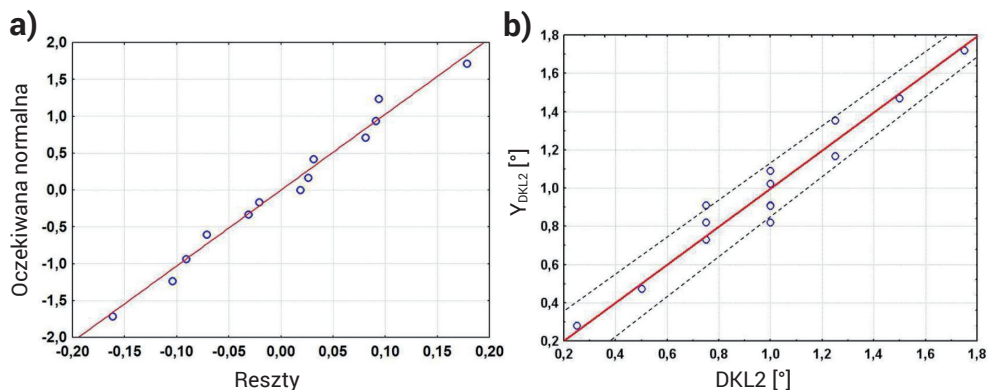 a)
2,0
1,5
1,0
0,5
0,0
-0,5
-1,0
-1,5
-2,0
-0,20 -0,15 -0,10 -0,05 0,00 0,05 0,10 0,15 0,20
Oczekiwana normalna
Reszty
b)
1,8
1,6
1,4
1,2
1,0
0,8
0,6
0,4
0,2
0,2 0,4 0,6 0,8 1,0 1,2 1,4 1,6 1,8
Y_DKL2 [°]
DKL2 [°]